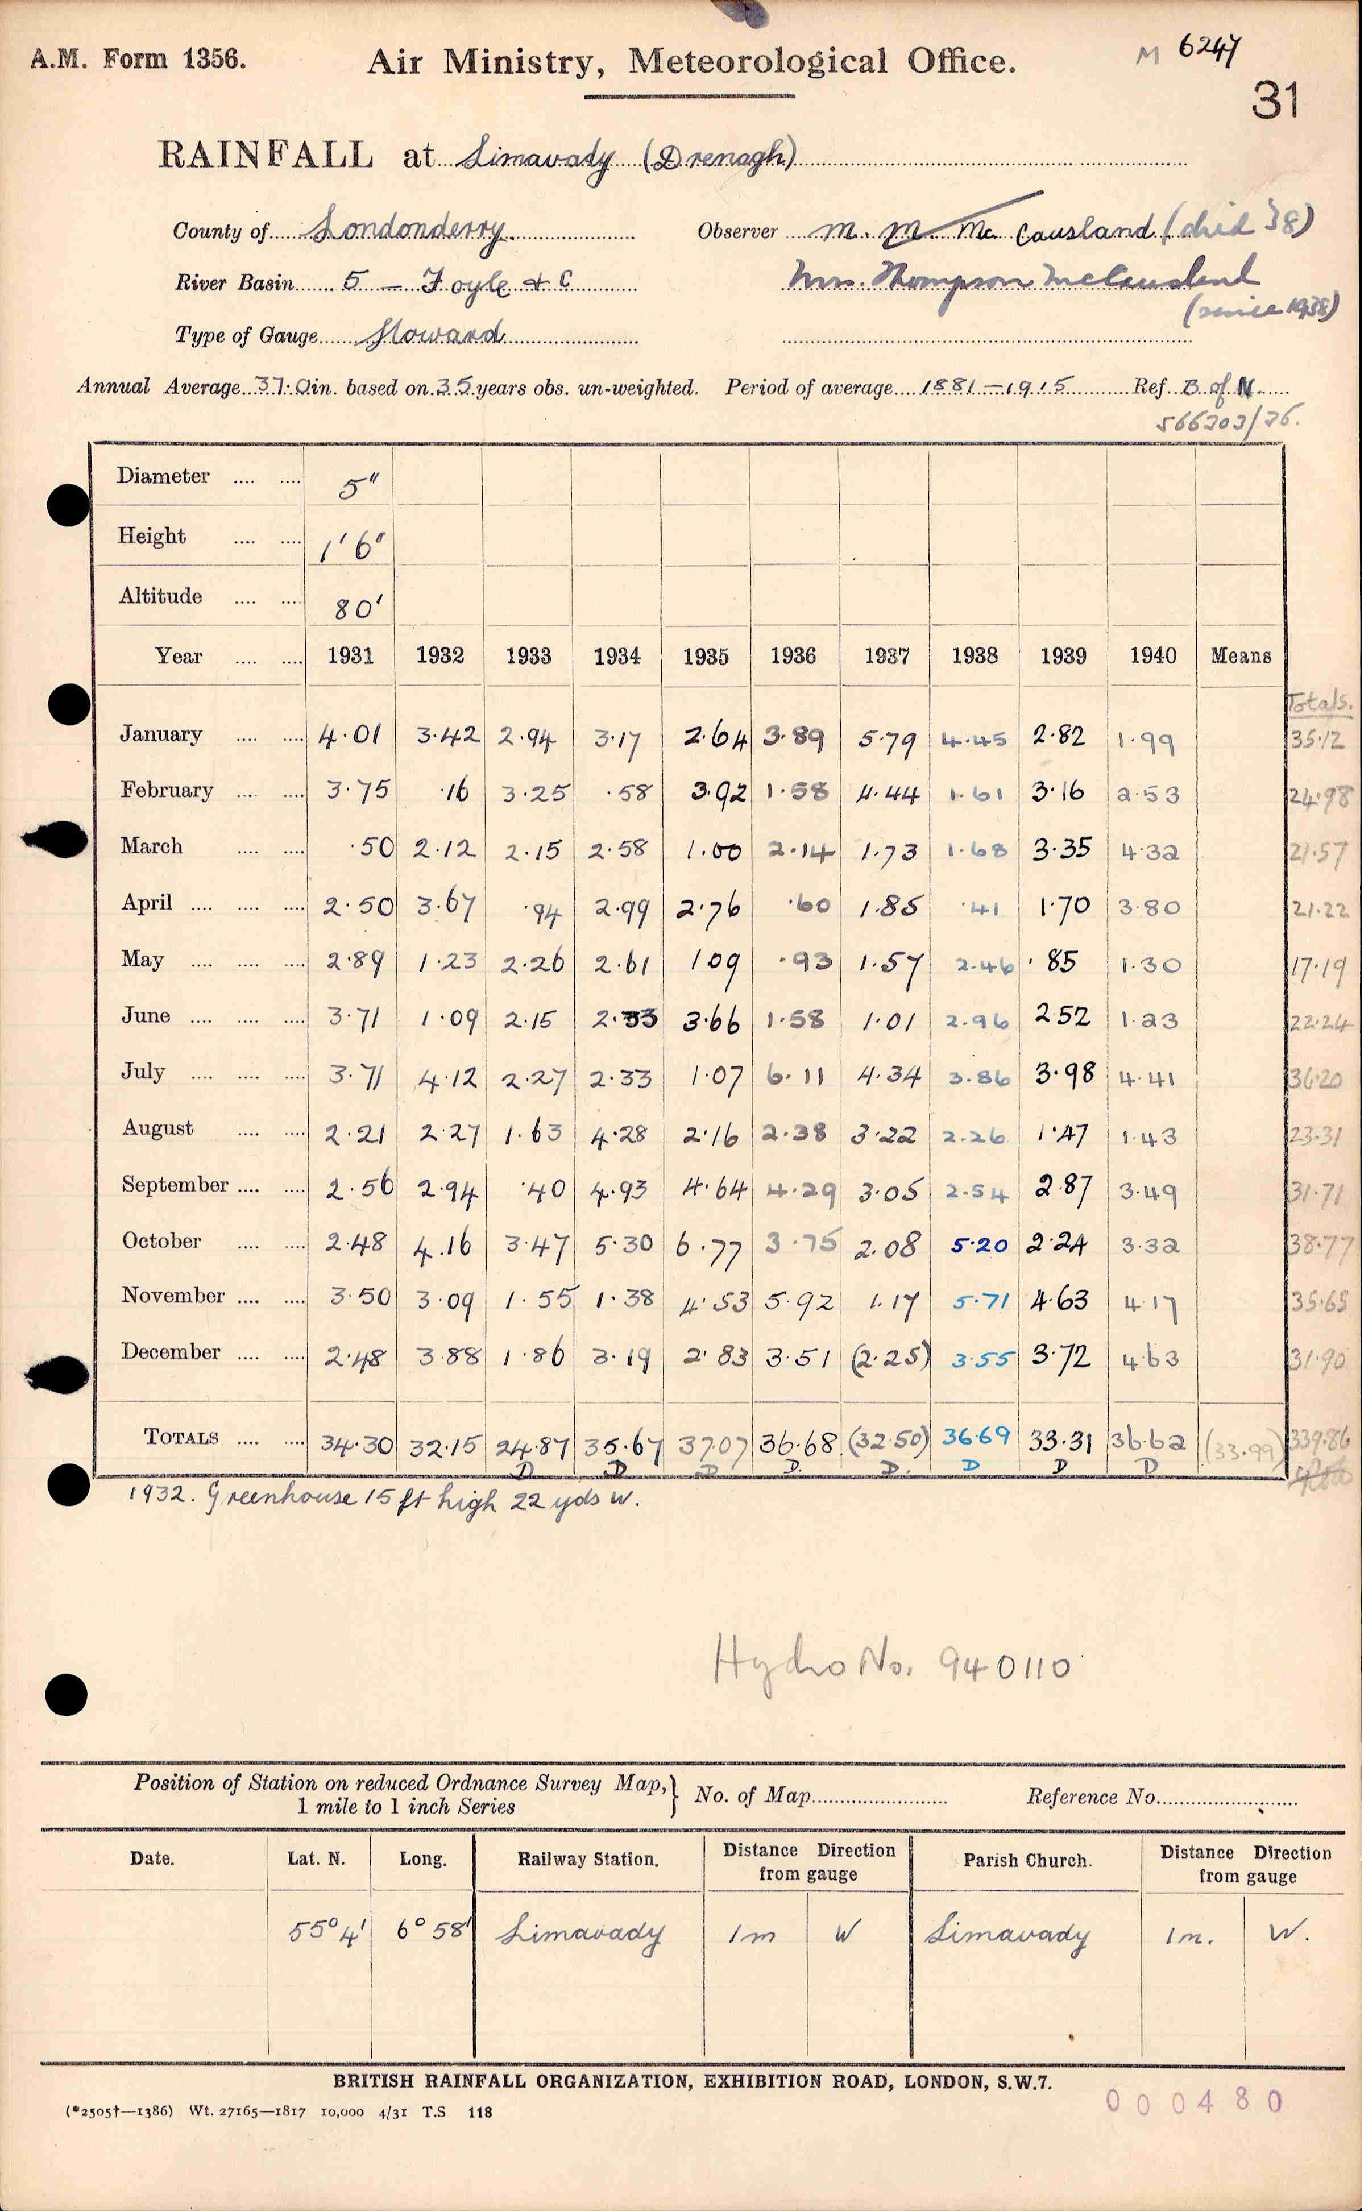 A.M. Form 1356. Air Ministry, Meteorological Office. M 6247
31
RAINFALL at Limavady (Drenagh)
County of Londonderry Observer M. M. Mc Causland (died 38)
River Basin 5 – Foyle & C Mrs. Thompson McCausland
(since 1938)
Type of Gauge Howard
Annual Average 37.0 in. based on 35 years obs. un-weighted. Period of average 1881–1915 Ref. B of N
566203/36.
Diameter .... .... 5"
Height .... .... 1'6"
Altitude .... .... 80'
Year .... .... 1931 1932 1933 1934 1935 1936 1937 1938 1939 1940 Means
Totals.
January .... .... 4.01 3.42 2.94 3.17 2.64 3.89 5.79 4.45 2.82 1.99 35.12
February .... .... 3.75 .16 3.25 .58 3.92 1.58 4.44 1.61 3.16 2.53 24.98
March .... .... .50 2.12 2.15 2.58 1.00 2.14 1.73 1.68 3.35 4.32 21.57
April .... .... .... 2.50 3.67 .94 2.99 2.76 .60 1.85 .41 1.70 3.80 21.22
May .... .... .... 2.89 1.23 2.26 2.61 1.09 .93 1.57 2.46 .85 1.30 17.19
June .... .... .... 3.71 1.09 2.15 2.33 3.66 1.58 1.01 2.96 2.52 1.23 22.24
July .... .... .... 3.71 4.12 2.27 2.33 1.07 6.11 4.34 3.86 3.98 4.41 36.20
August .... .... 2.21 2.27 1.63 4.28 2.16 2.38 3.22 2.26 1.47 1.43 23.31
September .... .... 2.56 2.94 .40 4.93 4.64 4.29 3.05 2.54 2.87 3.49 31.71
October .... .... 2.48 4.16 3.47 5.30 6.77 3.75 2.08 5.20 2.24 3.32 38.77
November .... .... 3.50 3.09 1.55 1.38 4.53 5.92 1.17 5.71 4.63 4.17 35.65
December .... .... 2.48 3.88 1.86 3.19 2.83 3.51 (2.25) 3.55 3.72 4.63 31.90
TOTALS .... .... 34.30 32.15 24.87 35.67 37.07 36.68 (32.50) 36.69 33.31 36.62 (33.99) 339.86
D D D D. D. D D D
1932. Greenhouse 15 ft high 22 yds W.
Hydro No. 940110
Position of Station on reduced Ordnance Survey Map, } No. of Map Reference No.
1 mile to 1 inch Series
Date. Lat. N. Long. Railway Station. Distance Direction from gauge Parish Church. Distance Direction from gauge
55° 4' 6° 58' Limavady 1m W Limavady 1m. W.
BRITISH RAINFALL ORGANIZATION, EXHIBITION ROAD, LONDON, S.W.7.
(*2505†—1386) Wt. 27165—1817 10,000 4/31 T.S 118
000480